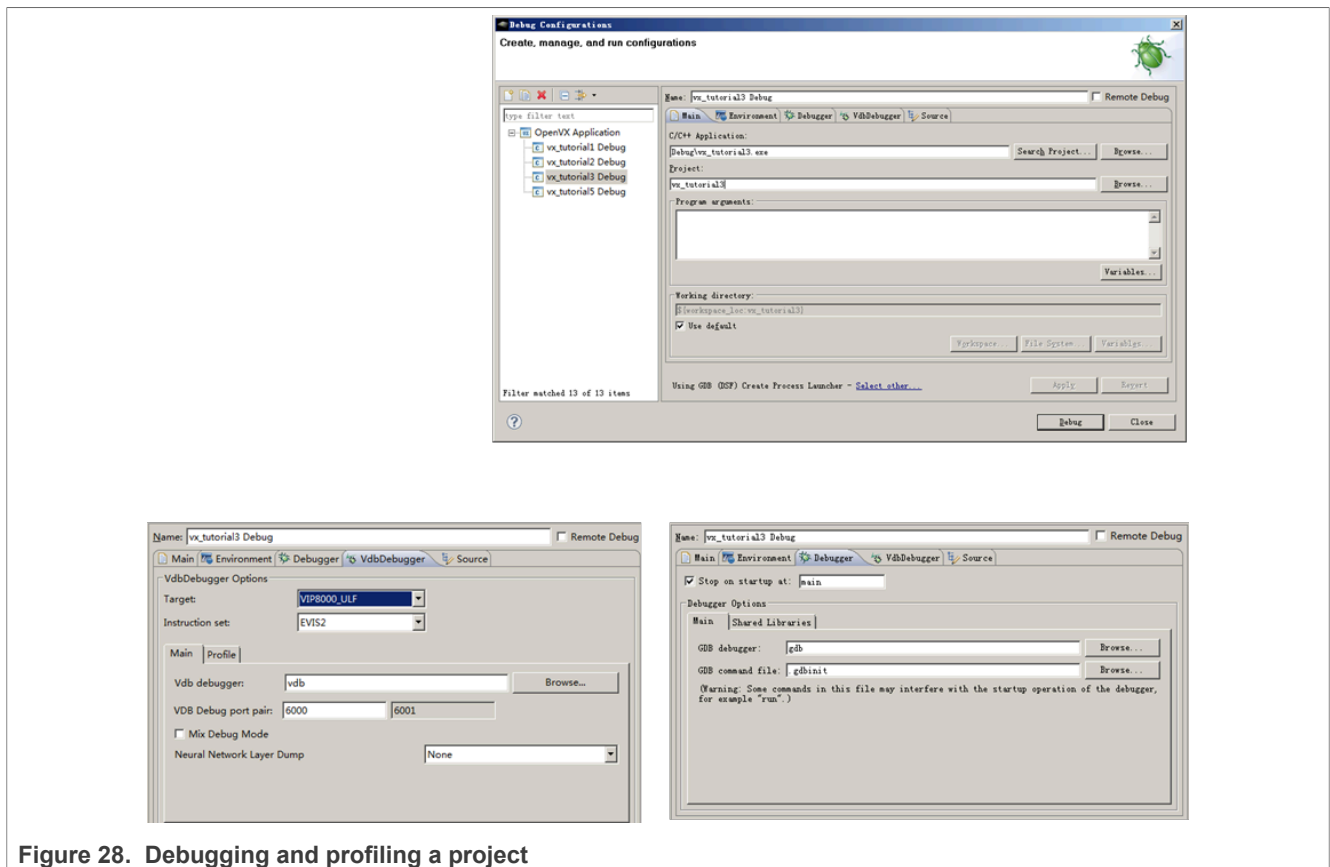 Debug Configurations
Create, manage, and run configurations
type filter text
OpenVX Application
vx_tutorial1 Debug
vx_tutorial2 Debug
vx_tutorial3 Debug
vx_tutorial5 Debug
Filter matched 13 of 13 items
Name: vx_tutorial3 Debug Remote Debug
Main Environment Debugger VdbDebugger Source
C/C++ Application:
Debug\vx_tutorial3.exe Search Project... Browse...
Project:
vx_tutorial3 Browse...
Program arguments:
Variables...
Working directory:
${workspace_loc:vx_tutorial3}
Use default
Workspace... File System... Variables...
Using GDB (DSF) Create Process Launcher - Select other... Apply Revert
Debug Close
Name: vx_tutorial3 Debug Remote Debug
Main Environment Debugger VdbDebugger Source
VdbDebugger Options
Target: VIP8000_ULF
Instruction set: EVIS2
Main Profile
Vdb debugger: vdb Browse...
VDB Debug port pair: 6000 6001
Mix Debug Mode
Neural Network Layer Dump None
Name: vx_tutorial3 Debug Remote Debug
Main Environment Debugger VdbDebugger Source
Stop on startup at: main
Debugger Options
Main Shared Libraries
GDB debugger: gdb Browse...
GDB command file: .gdbinit Browse...
(Warning: Some commands in this file may interfere with the startup operation of the debugger,
for example "run".)
Figure 28. Debugging and profiling a project